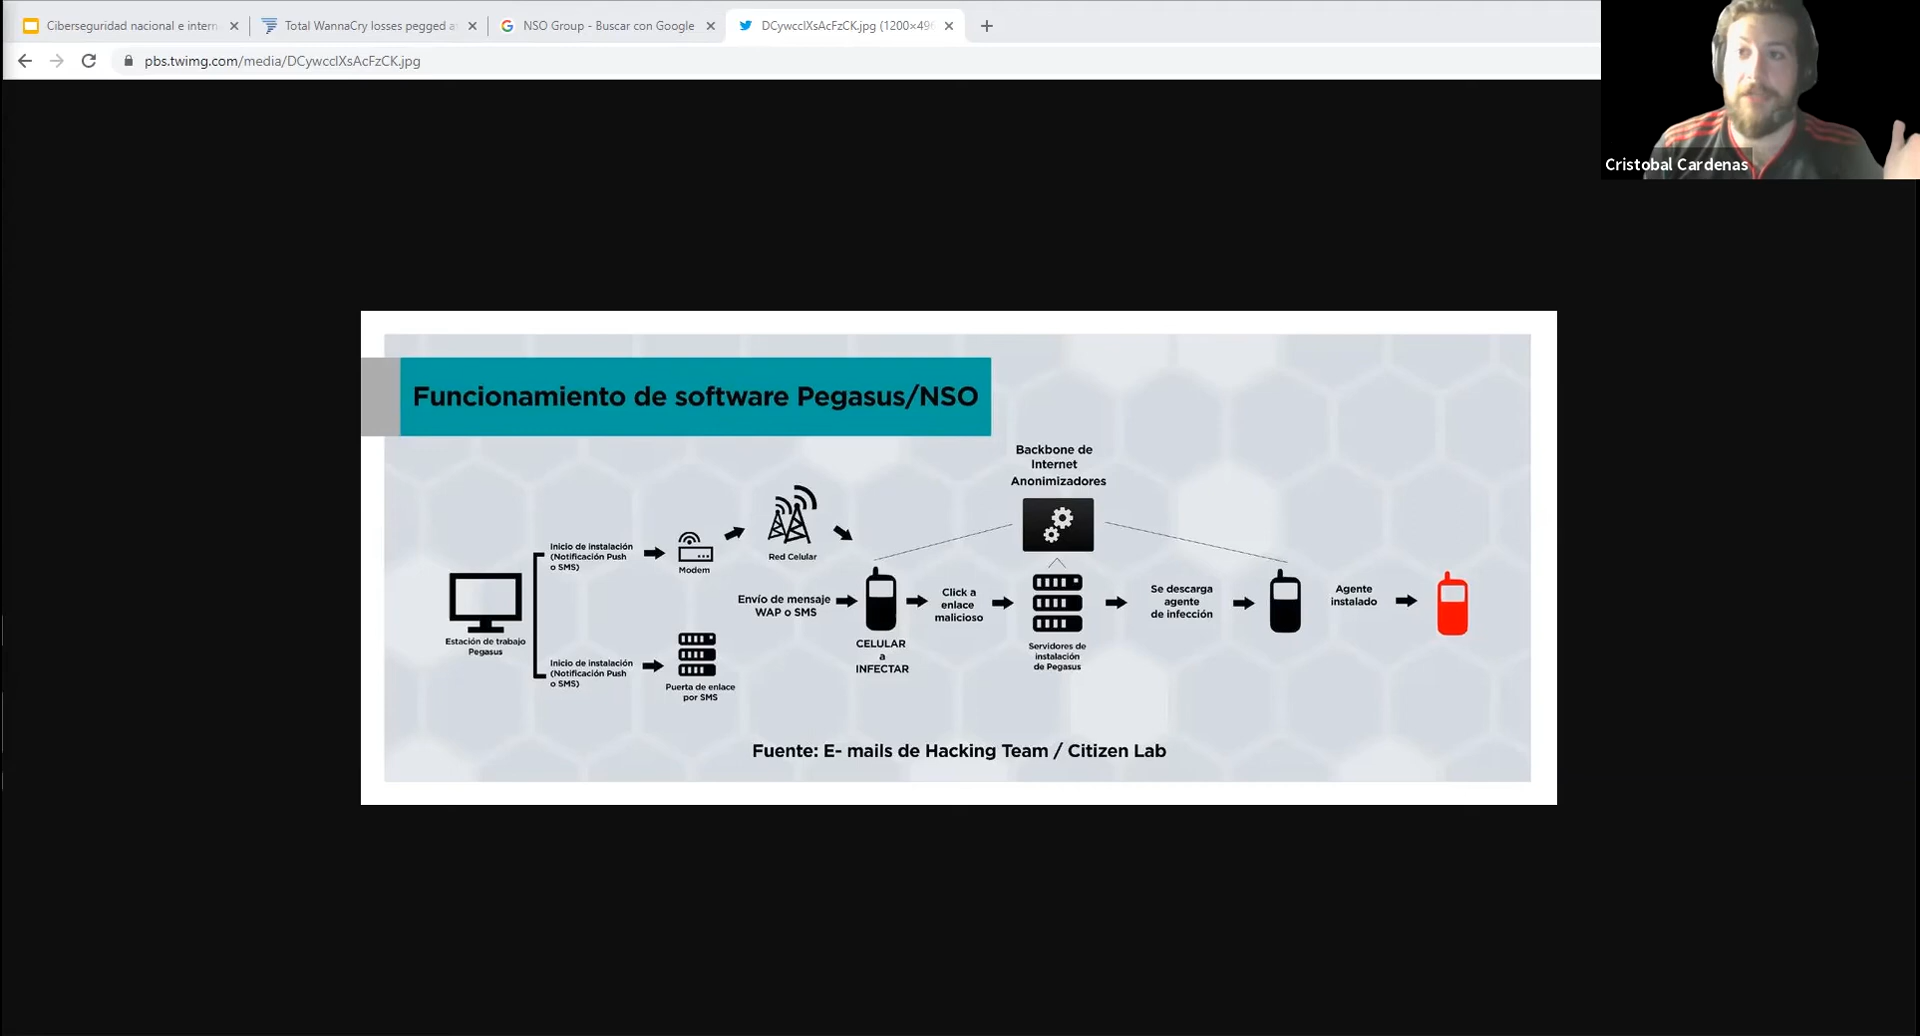 Ciberseguridad nacional e intern
Total WannaCry losses pegged a
NSO Group - Buscar con Google
DCywcclXsAcFzCK.jpg (1200×496
pbs.twimg.com/media/DCywcclXsAcFzCK.jpg
Cristobal Cardenas
Funcionamiento de software Pegasus/NSO
Backbone de
Internet
Anonimizadores
Inicio de instalación
(Notificación Push
o SMS)
Modem
Red Celular
Estación de trabajo
Pegasus
Inicio de instalación
(Notificación Push
o SMS)
Puerta de enlace
por SMS
Envío de mensaje
WAP o SMS
CELULAR
a
INFECTAR
Click a
enlace
malicioso
Servidores de
instalación
de Pegasus
Se descarga
agente
de infección
Agente
instalado
Fuente: E- mails de Hacking Team / Citizen Lab